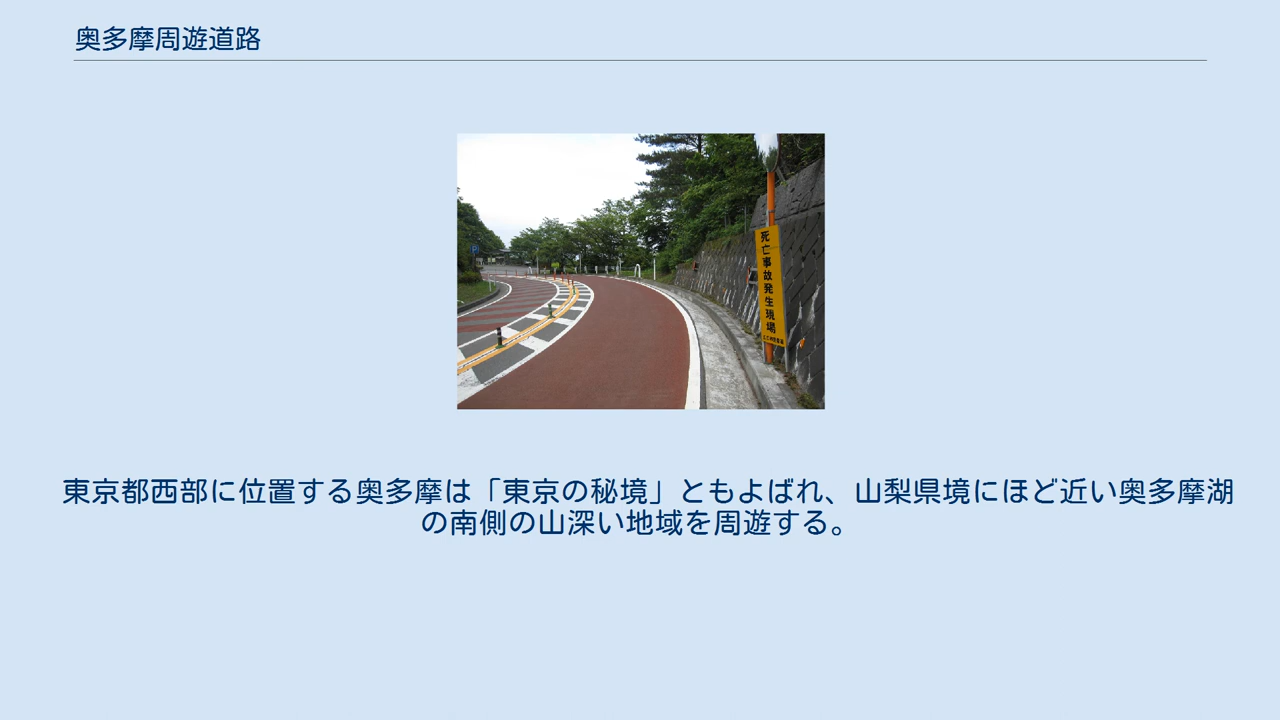 奥多摩周遊道路
死亡事故発生現場
東京都西部に位置する奥多摩は「東京の秘境」ともよばれ、山梨県境にほど近い奥多摩湖
の南側の山深い地域を周遊する。